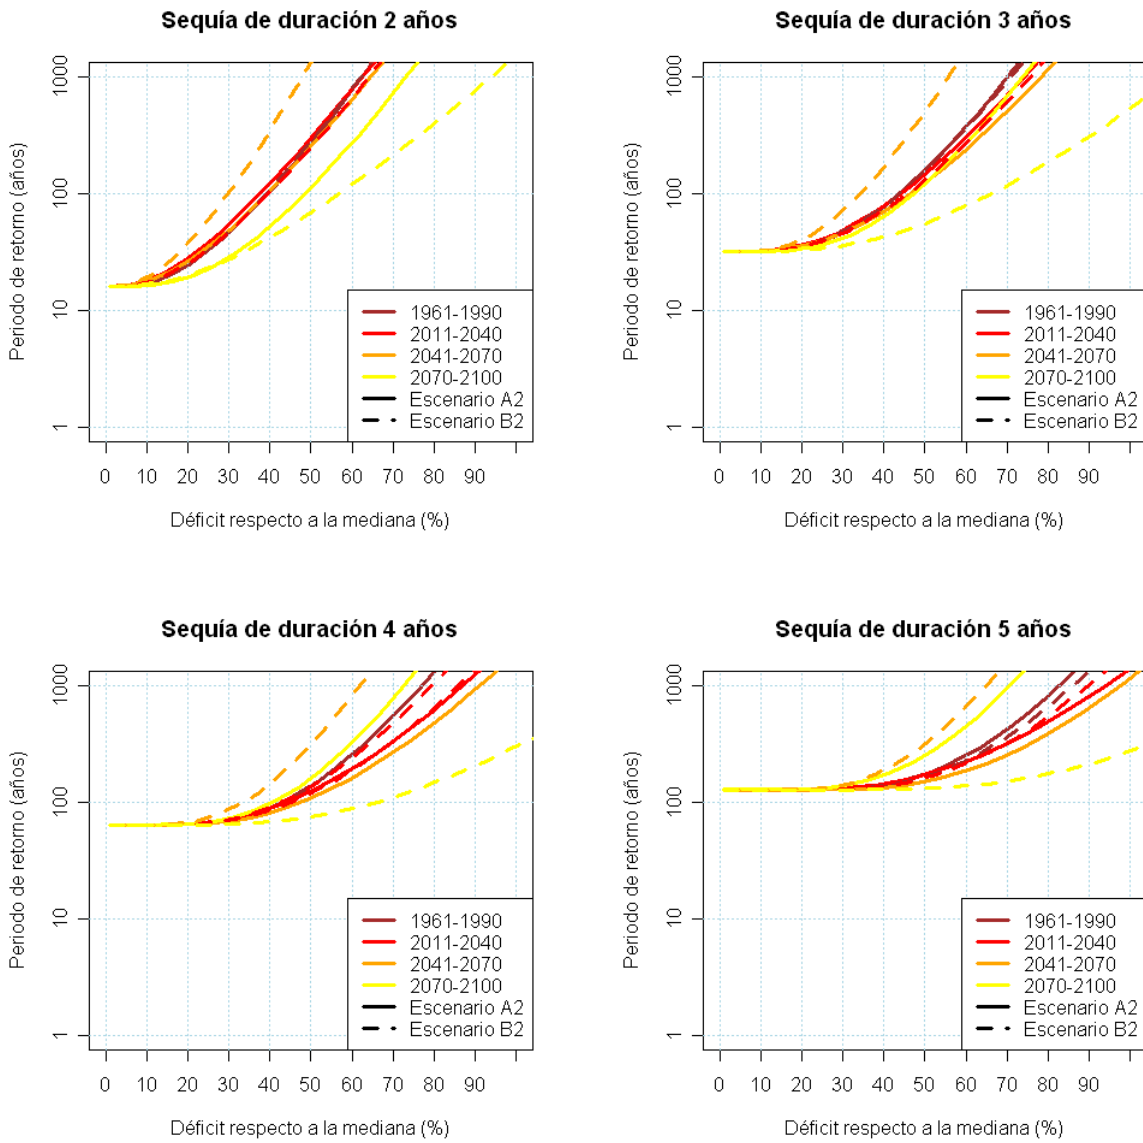 Sequía de duración 2 años
Periodo de retorno (años)
1000
100
10
1
0 10 20 30 40 50 60 70 80 90
Déficit respecto a la mediana (%)
1961-1990
2011-2040
2041-2070
2070-2100
Escenario A2
Escenario B2
Sequía de duración 3 años
Periodo de retorno (años)
1000
100
10
1
0 10 20 30 40 50 60 70 80 90
Déficit respecto a la mediana (%)
1961-1990
2011-2040
2041-2070
2070-2100
Escenario A2
Escenario B2
Sequía de duración 4 años
Periodo de retorno (años)
1000
100
10
1
0 10 20 30 40 50 60 70 80 90
Déficit respecto a la mediana (%)
1961-1990
2011-2040
2041-2070
2070-2100
Escenario A2
Escenario B2
Sequía de duración 5 años
Periodo de retorno (años)
1000
100
10
1
0 10 20 30 40 50 60 70 80 90
Déficit respecto a la mediana (%)
1961-1990
2011-2040
2041-2070
2070-2100
Escenario A2
Escenario B2